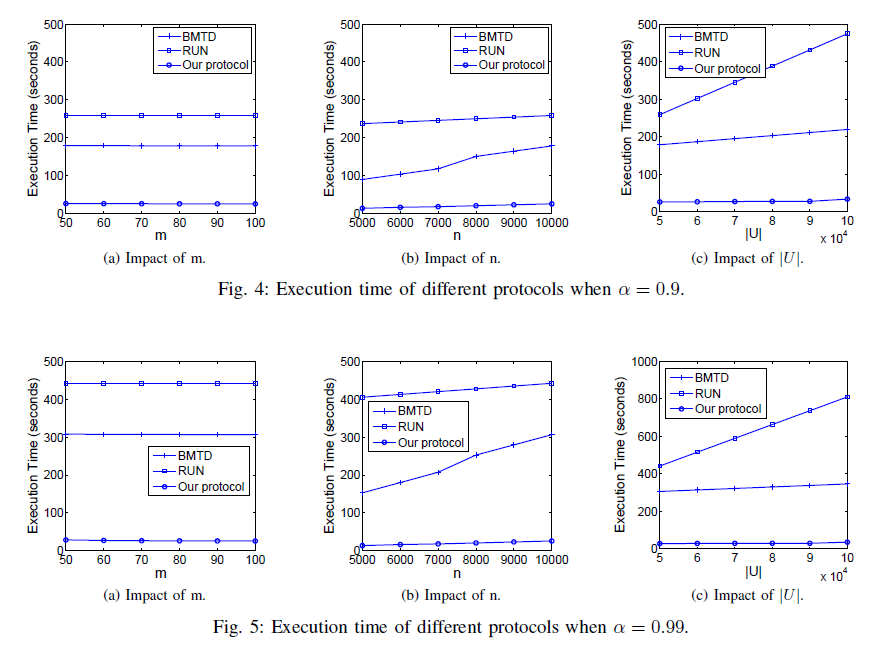 500
400
300
200
100
0
50 60 70 80 90 100
m
Execution Time (seconds)
BMTD
RUN
Our protocol
(a) Impact of m.
500
400
300
200
100
0
5000 6000 7000 8000 9000 10000
n
Execution Time (seconds)
BMTD
RUN
Our protocol
(b) Impact of n.
500
400
300
200
100
0
5 6 7 8 9 10
|U|
x 10⁴
Execution Time (seconds)
BMTD
RUN
Our protocol
(c) Impact of |U|.
Fig. 4: Execution time of different protocols when α = 0.9.
500
400
300
200
100
0
50 60 70 80 90 100
m
Execution Time (seconds)
BMTD
RUN
Our protocol
(a) Impact of m.
500
400
300
200
100
0
5000 6000 7000 8000 9000 10000
n
Execution Time (seconds)
BMTD
RUN
Our protocol
(b) Impact of n.
1000
800
600
400
200
0
5 6 7 8 9 10
|U|
x 10⁴
Execution Time (seconds)
BMTD
RUN
Our protocol
(c) Impact of |U|.
Fig. 5: Execution time of different protocols when α = 0.99.